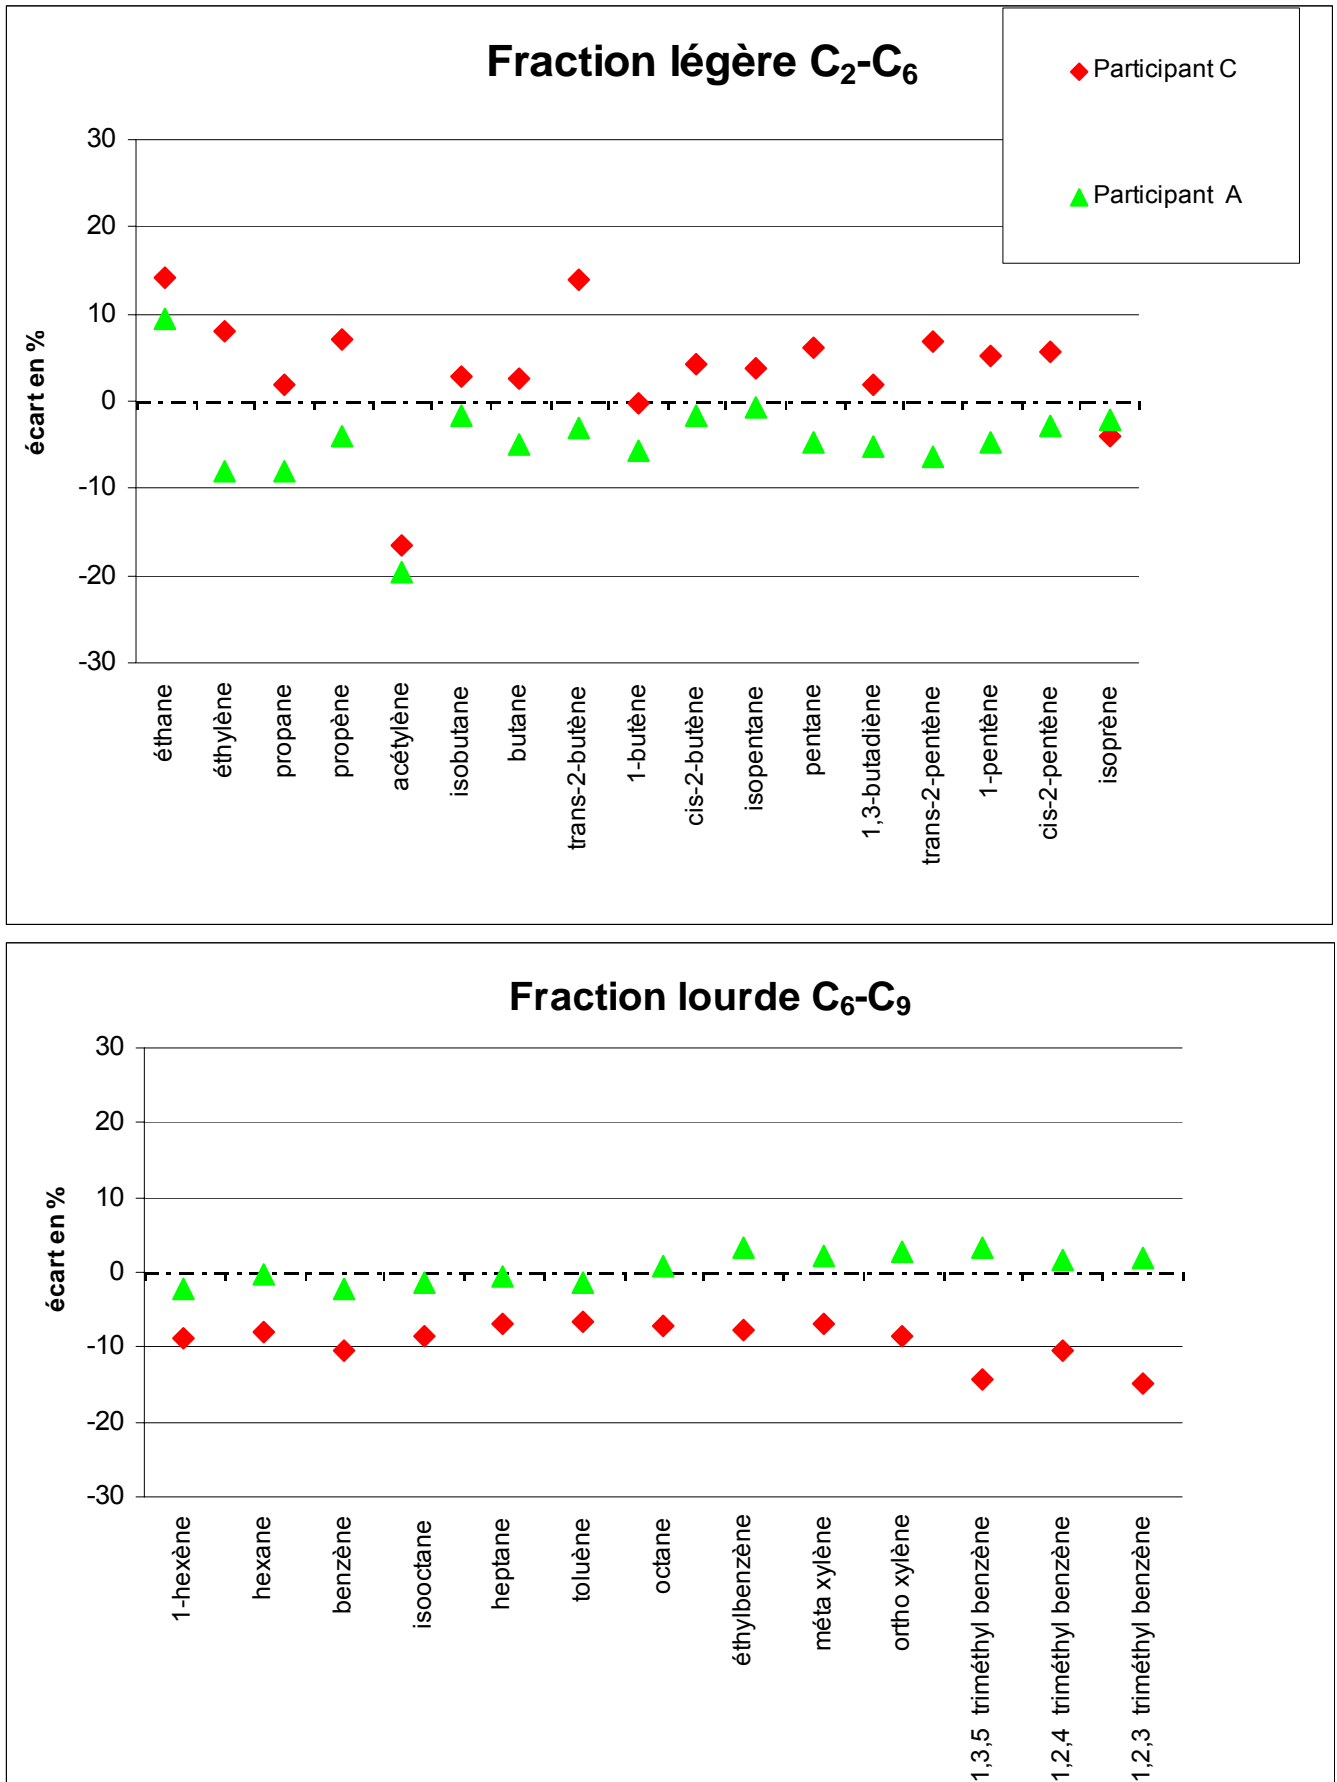 Fraction légère C₂-C₆
Participant C
Participant A
écart en %
30
20
10
0
-10
-20
-30
éthane
éthylène
propane
propène
acétylène
isobutane
butane
trans-2-butène
1-butène
cis-2-butène
isopentane
pentane
1,3-butadiène
trans-2-pentène
1-pentène
cis-2-pentène
isoprène
Fraction lourde C₆-C₉
écart en %
30
20
10
0
-10
-20
-30
1-hexène
hexane
benzène
isooctane
heptane
toluène
octane
éthylbenzène
méta xylène
ortho xylène
1,3,5 triméthyl benzène
1,2,4 triméthyl benzène
1,2,3 triméthyl benzène